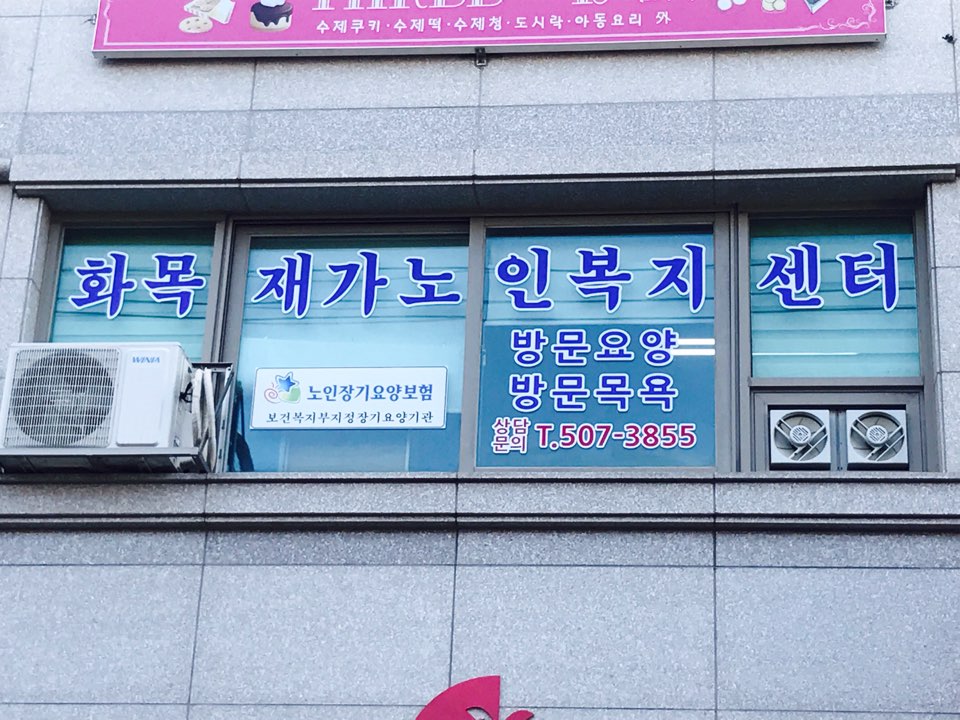 수제쿠키·수제떡·수제청·도시락·아동요리 外
화목 재가노인복지 센터
WINIA
방문요양
방문목욕
노인장기요양보험
보건복지부지정장기요양기관
상담문의 T.507-3855